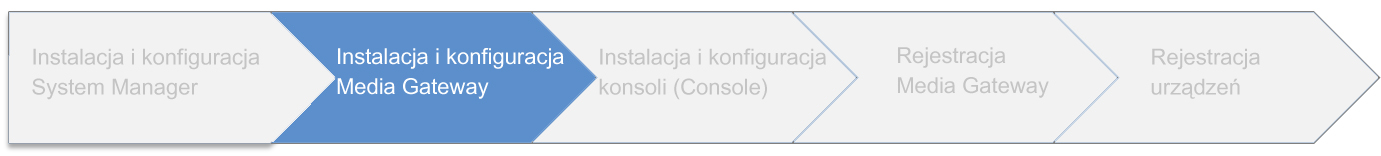 Instalacja i konfiguracja
System Manager
Instalacja i konfiguracja
Media Gateway
Instalacja i konfiguracja
konsoli (Console)
Rejestracja
Media Gateway
Rejestracja
urządzeń